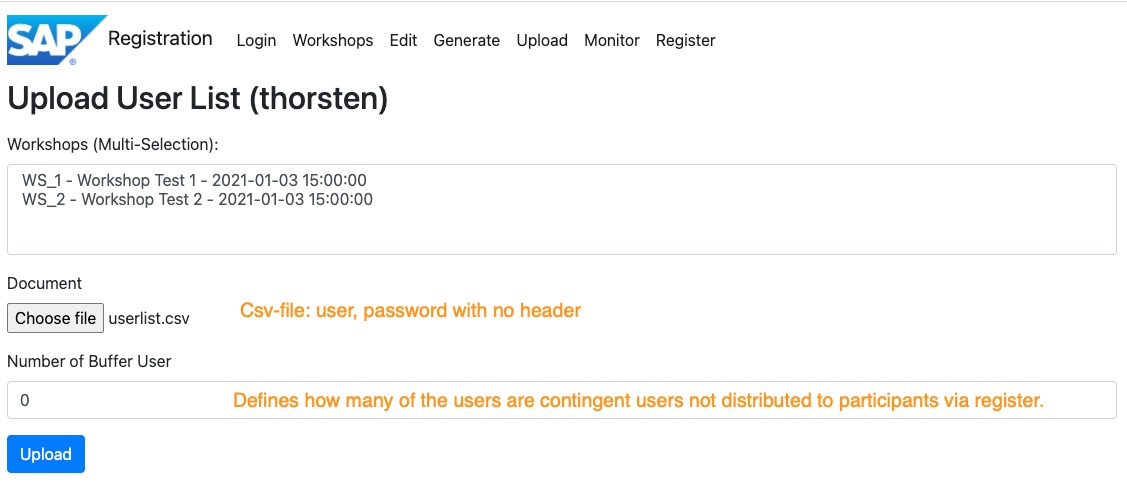 SAP ® Registration Login Workshops Edit Generate Upload Monitor Register
Upload User List (thorsten)
Workshops (Multi-Selection):
WS_1 - Workshop Test 1 - 2021-01-03 15:00:00
WS_2 - Workshop Test 2 - 2021-01-03 15:00:00
Document
Choose file userlist.csv Csv-file: user, password with no header
Number of Buffer User
0 Defines how many of the users are contingent users not distributed to participants via register.
Upload